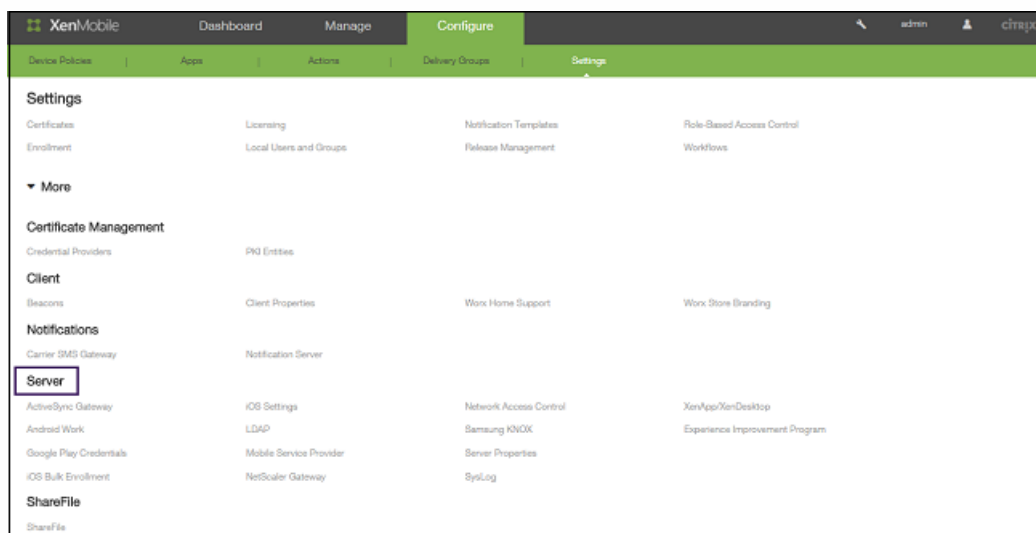 XenMobile Dashboard Manage Configure admin CİTRIX
Device Policies | Apps | Actions | Delivery Groups | Settings
Settings
Certificates Licensing Notification Templates Role-Based Access Control
Enrollment Local Users and Groups Release Management Workflows
More
Certificate Management
Credential Providers PKI Entities
Client
Beacons Client Properties Worx Home Support Worx Store Branding
Notifications
Carrier SMS Gateway Notification Server
Server
ActiveSync Gateway iOS Settings Network Access Control XenApp/XenDesktop
Android Work LDAP Samsung KNOX Experience Improvement Program
Google Play Credentials Mobile Service Provider Server Properties
iOS Bulk Enrollment NetScaler Gateway SysLog
ShareFile
ShareFile